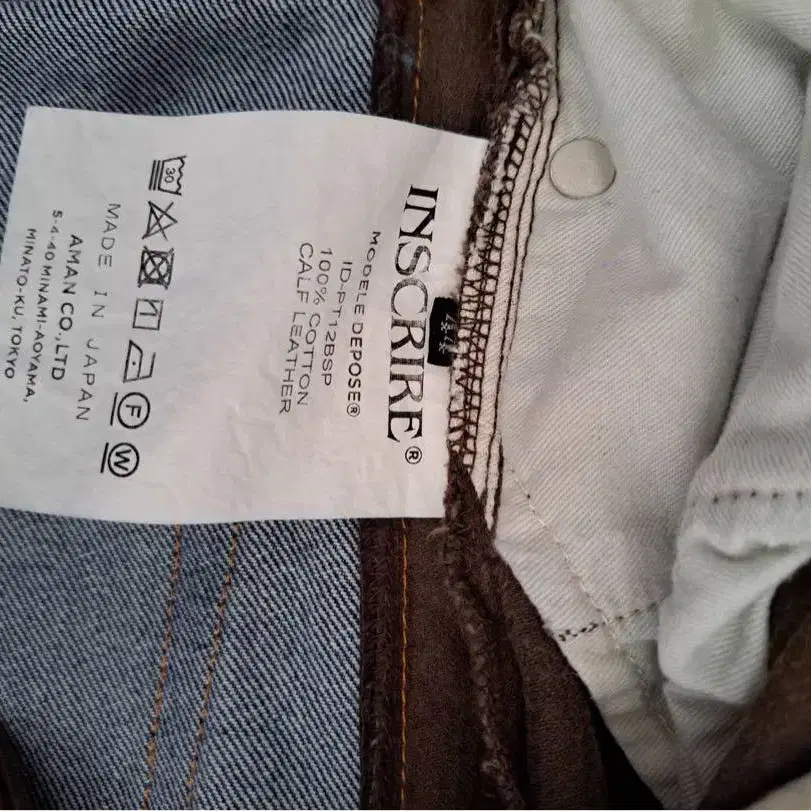 INSCRIRE®
MODELE DEPOSE®
ID-PT12BSP
100% COTTON
CALF LEATHER
30
F
W
MADE IN JAPAN
AMAN CO.,LTD
5-4-40 MINAMI-AOYAMA,
MINATO-KU, TOKYO
44